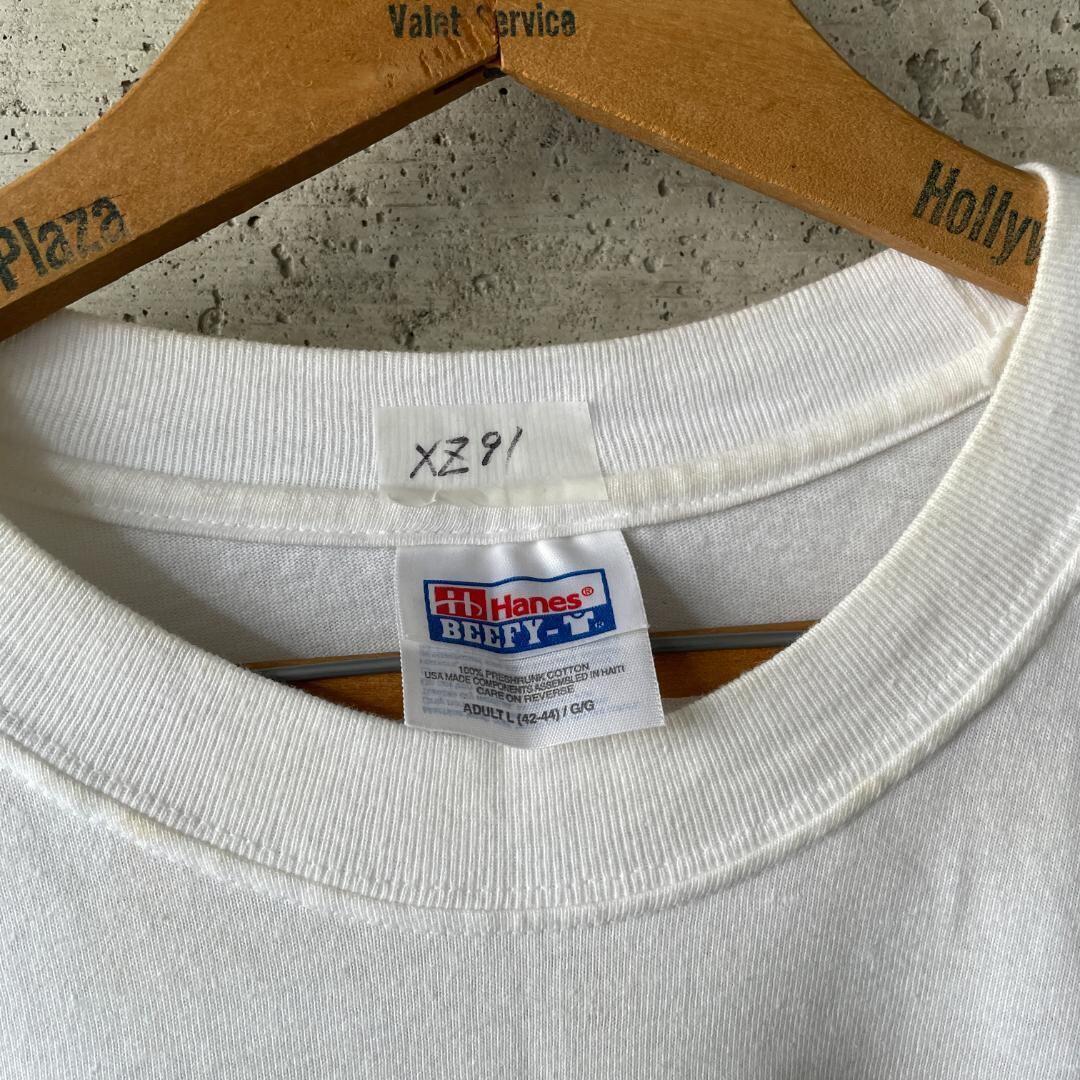 Valet Service
Plaza
Hollyw
XZ91
Hanes®
BEEFY-T®
100% PRESHRUNK COTTON
USA MADE COMPONENTS ASSEMBLED IN HAITI
CARE ON REVERSE
ADULT L (42-44) / G/G